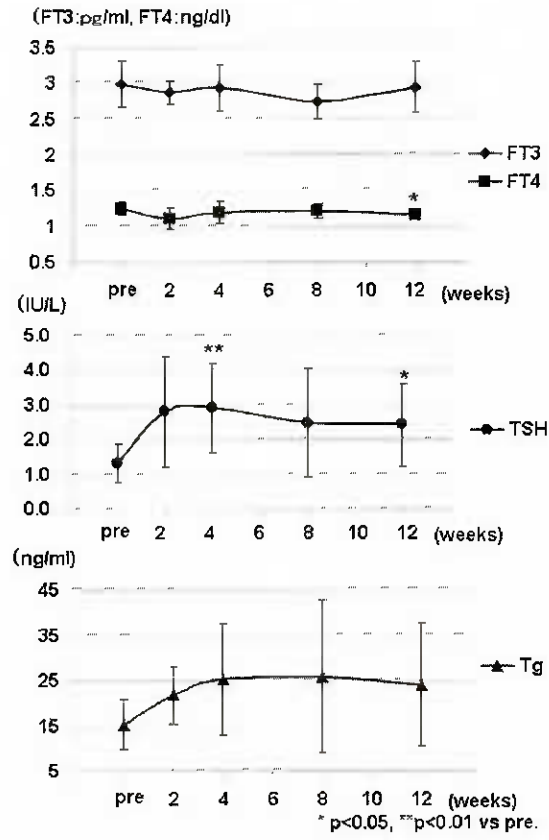 (FT3:pg/ml, FT4:ng/dl)
3.5
3
2.5
2
1.5
1
0.5
FT3
FT4
*
pre 2 4 6 8 10 12 (weeks)
(IU/L)
5.0
4.0
3.0
2.0
1.0
0.0
**
*
TSH
pre 2 4 6 8 10 12 (weeks)
(ng/ml)
45
35
25
15
5
Tg
pre 2 4 6 8 10 12 (weeks)
* p<0.05, **p<0.01 vs pre.